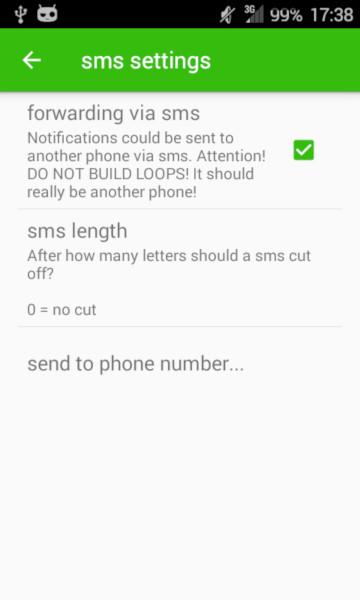 3G 99% 17:38
sms settings
forwarding via sms
Notifications could be sent to
another phone via sms. Attention!
DO NOT BUILD LOOPS! It should
really be another phone!
sms length
After how many letters should a sms cut
off?
0 = no cut
send to phone number...